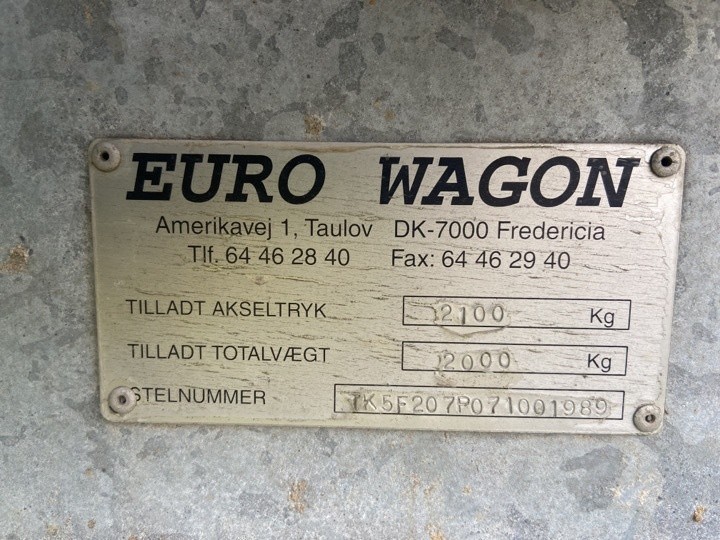 EURO WAGON
Amerikavej 1, Taulov DK-7000 Fredericia
Tlf. 64 46 28 40 Fax: 64 46 29 40
TILLADT AKSELTRYK 2100 Kg
TILLADT TOTALVÆGT 2000 Kg
STELNUMMER TK5F207P071001989